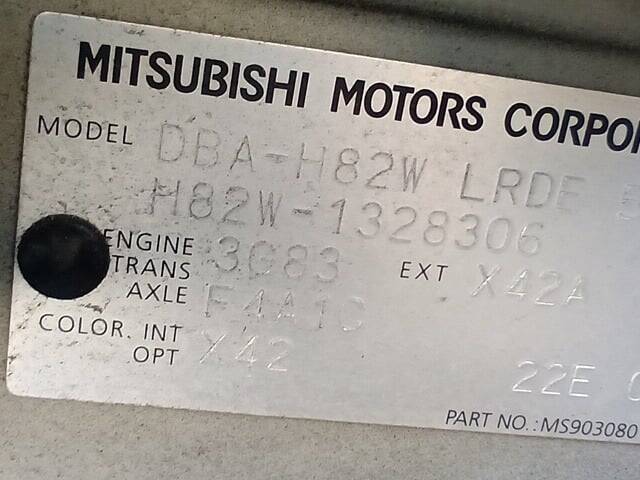 MITSUBISHI MOTORS CORPOR
MODEL DBA-H82W LRDE
H82W-1328306
ENGINE 3G83 EXT X42A
TRANS
AXLE F4A1C
COLOR. INT X42
OPT 22E
PART NO.:MS903080